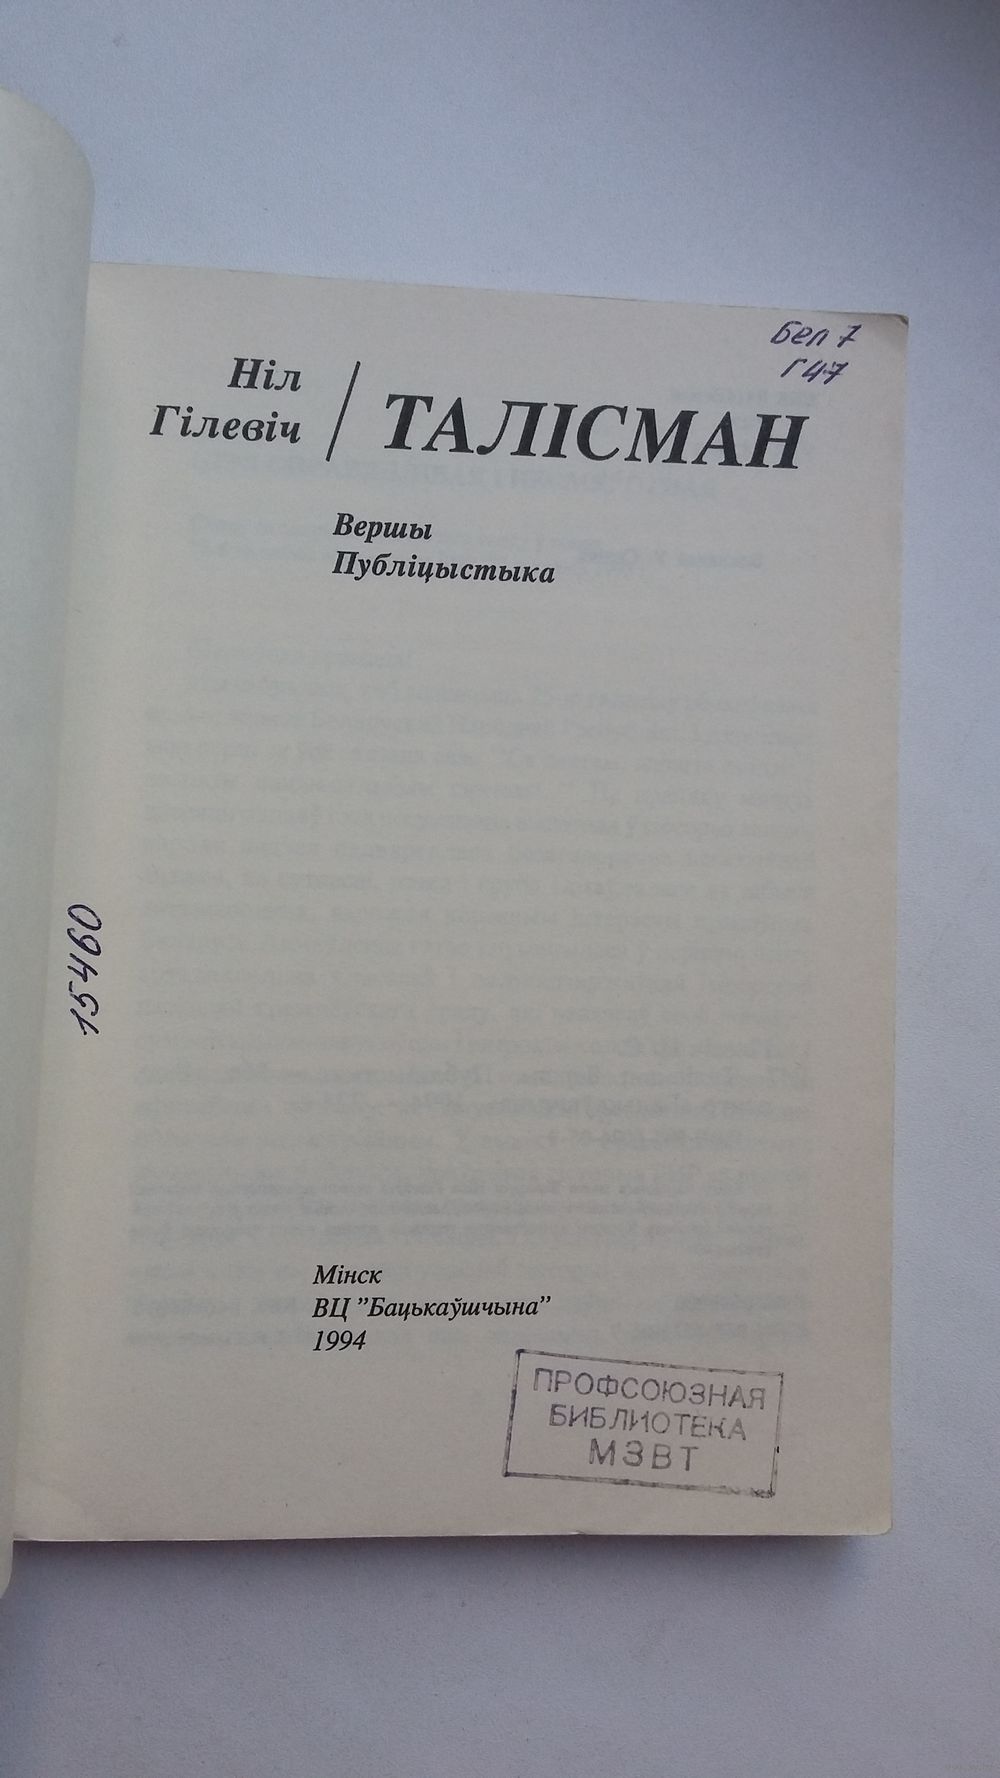 Бел 7
Г47
Ніл
Гілевіч
ТАЛІСМАН
Вершы
Публіцыстыка
15460
Мінск
ВЦ "Бацькаўшчына"
1994
ПРОФСОЮЗНАЯ
БИБЛИОТЕКА
МЗВТ